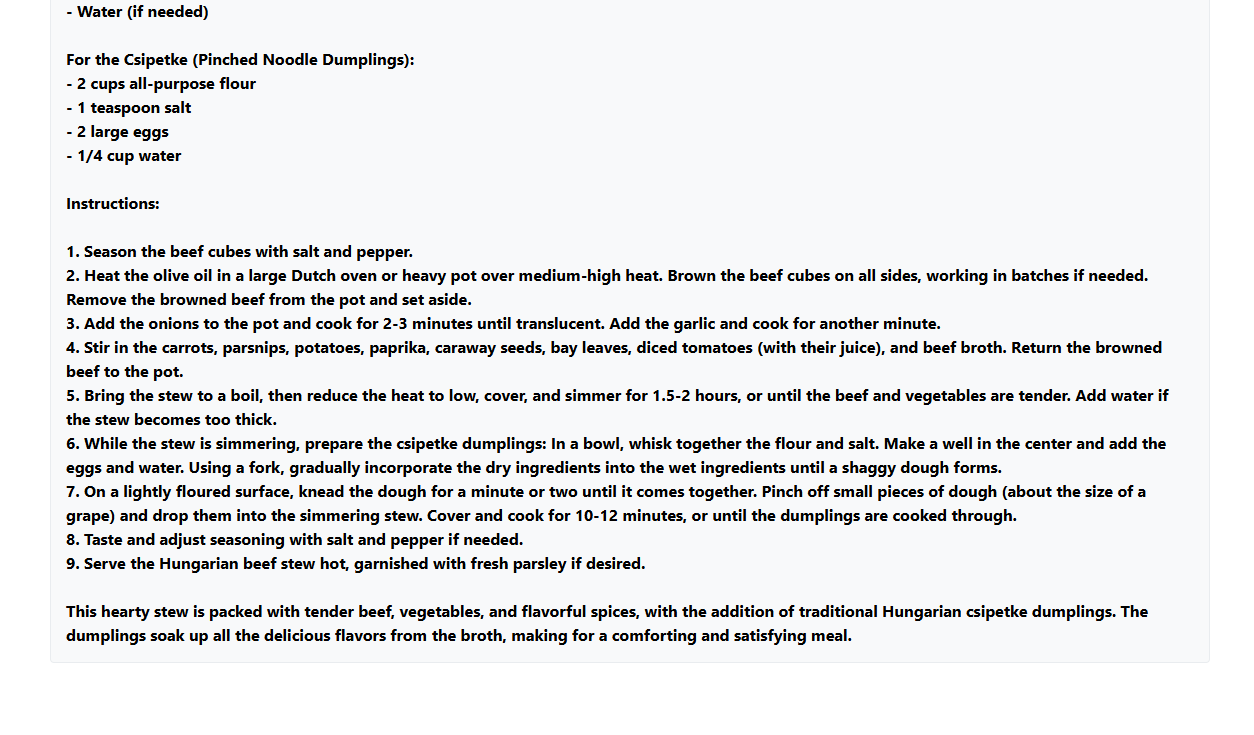 - Water (if needed)
For the Csipetke (Pinched Noodle Dumplings):
- 2 cups all-purpose flour
- 1 teaspoon salt
- 2 large eggs
- 1/4 cup water
Instructions:
1. Season the beef cubes with salt and pepper.
2. Heat the olive oil in a large Dutch oven or heavy pot over medium-high heat. Brown the beef cubes on all sides, working in batches if needed.
Remove the browned beef from the pot and set aside.
3. Add the onions to the pot and cook for 2-3 minutes until translucent. Add the garlic and cook for another minute.
4. Stir in the carrots, parsnips, potatoes, paprika, caraway seeds, bay leaves, diced tomatoes (with their juice), and beef broth. Return the browned
beef to the pot.
5. Bring the stew to a boil, then reduce the heat to low, cover, and simmer for 1.5-2 hours, or until the beef and vegetables are tender. Add water if
the stew becomes too thick.
6. While the stew is simmering, prepare the csipetke dumplings: In a bowl, whisk together the flour and salt. Make a well in the center and add the
eggs and water. Using a fork, gradually incorporate the dry ingredients into the wet ingredients until a shaggy dough forms.
7. On a lightly floured surface, knead the dough for a minute or two until it comes together. Pinch off small pieces of dough (about the size of a
grape) and drop them into the simmering stew. Cover and cook for 10-12 minutes, or until the dumplings are cooked through.
8. Taste and adjust seasoning with salt and pepper if needed.
9. Serve the Hungarian beef stew hot, garnished with fresh parsley if desired.
This hearty stew is packed with tender beef, vegetables, and flavorful spices, with the addition of traditional Hungarian csipetke dumplings. The
dumplings soak up all the delicious flavors from the broth, making for a comforting and satisfying meal.